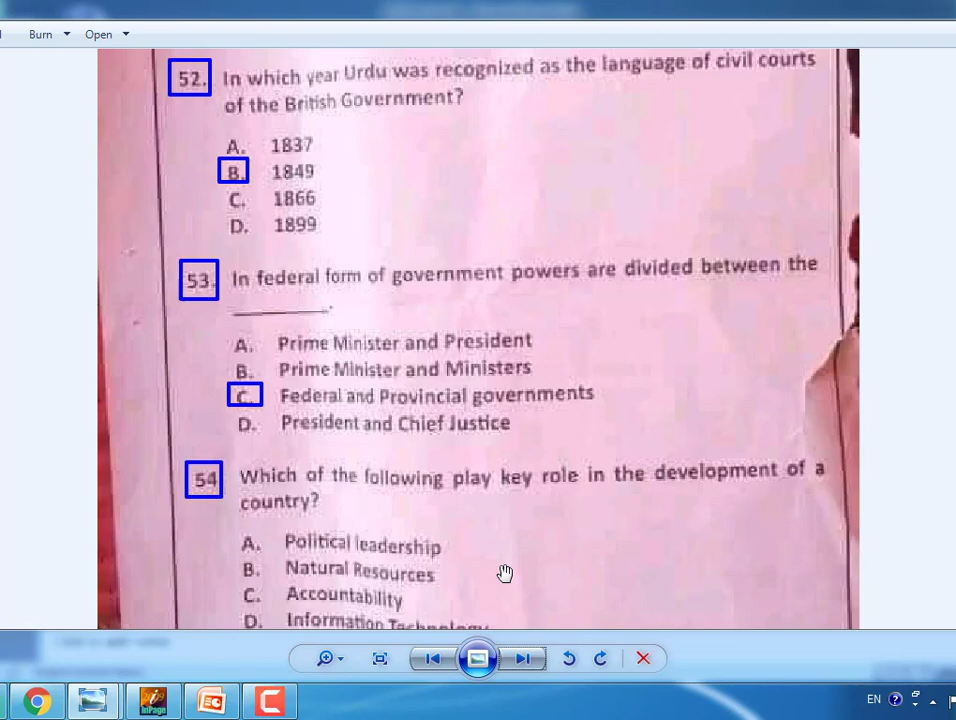 Burn Open
52. In which year Urdu was recognized as the language of civil courts
of the British Government?
A. 1837
B. 1849
C. 1866
D. 1899
53. In federal form of government powers are divided between the
__________.
A. Prime Minister and President
B. Prime Minister and Ministers
C. Federal and Provincial governments
D. President and Chief Justice
54 Which of the following play key role in the development of a
country?
A. Political leadership
B. Natural Resources
C. Accountability
D. Information Technology
InPage
EN